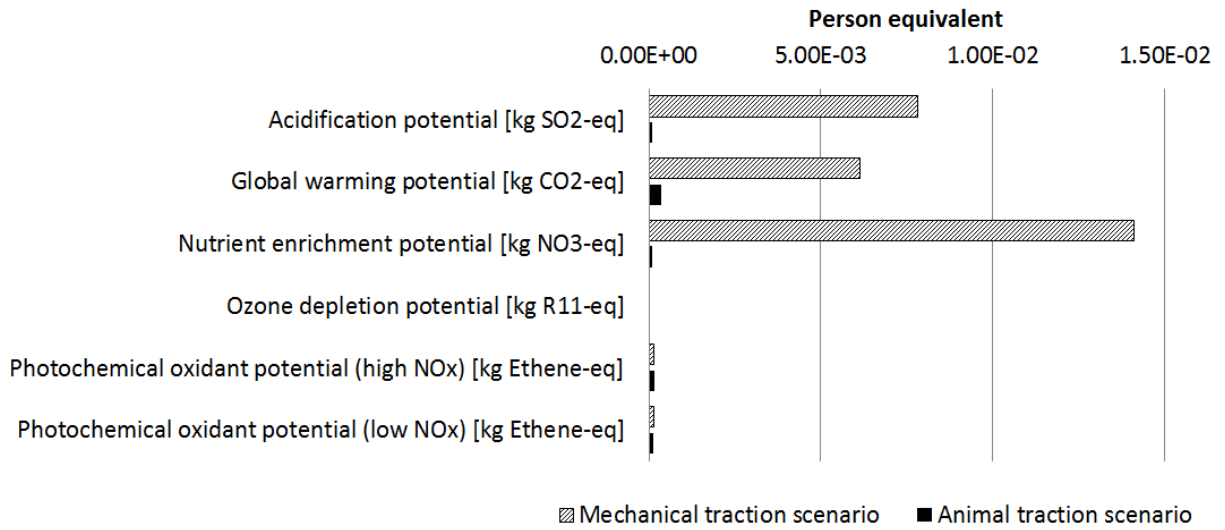 Person equivalent
0.00E+00 5.00E-03 1.00E-02 1.50E-02
Acidification potential [kg SO2-eq]
Global warming potential [kg CO2-eq]
Nutrient enrichment potential [kg NO3-eq]
Ozone depletion potential [kg R11-eq]
Photochemical oxidant potential (high NOx) [kg Ethene-eq]
Photochemical oxidant potential (low NOx) [kg Ethene-eq]
Mechanical traction scenario Animal traction scenario